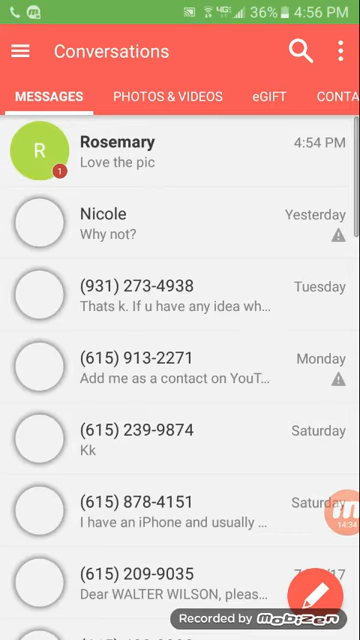 4G 36% 4:56 PM
Conversations
MESSAGES PHOTOS & VIDEOS eGIFT CONTA
R Rosemary 4:54 PM
1 Love the pic
Nicole Yesterday
Why not?
(931) 273-4938 Tuesday
Thats k. If u have any idea wh...
(615) 913-2271 Monday
Add me as a contact on YouT...
(615) 239-9874 Saturday
Kk
(615) 878-4151 Saturday
I have an iPhone and usually ...
14:34
(615) 209-9035
Dear WALTER WILSON, pleas...
Recorded by Mobizen